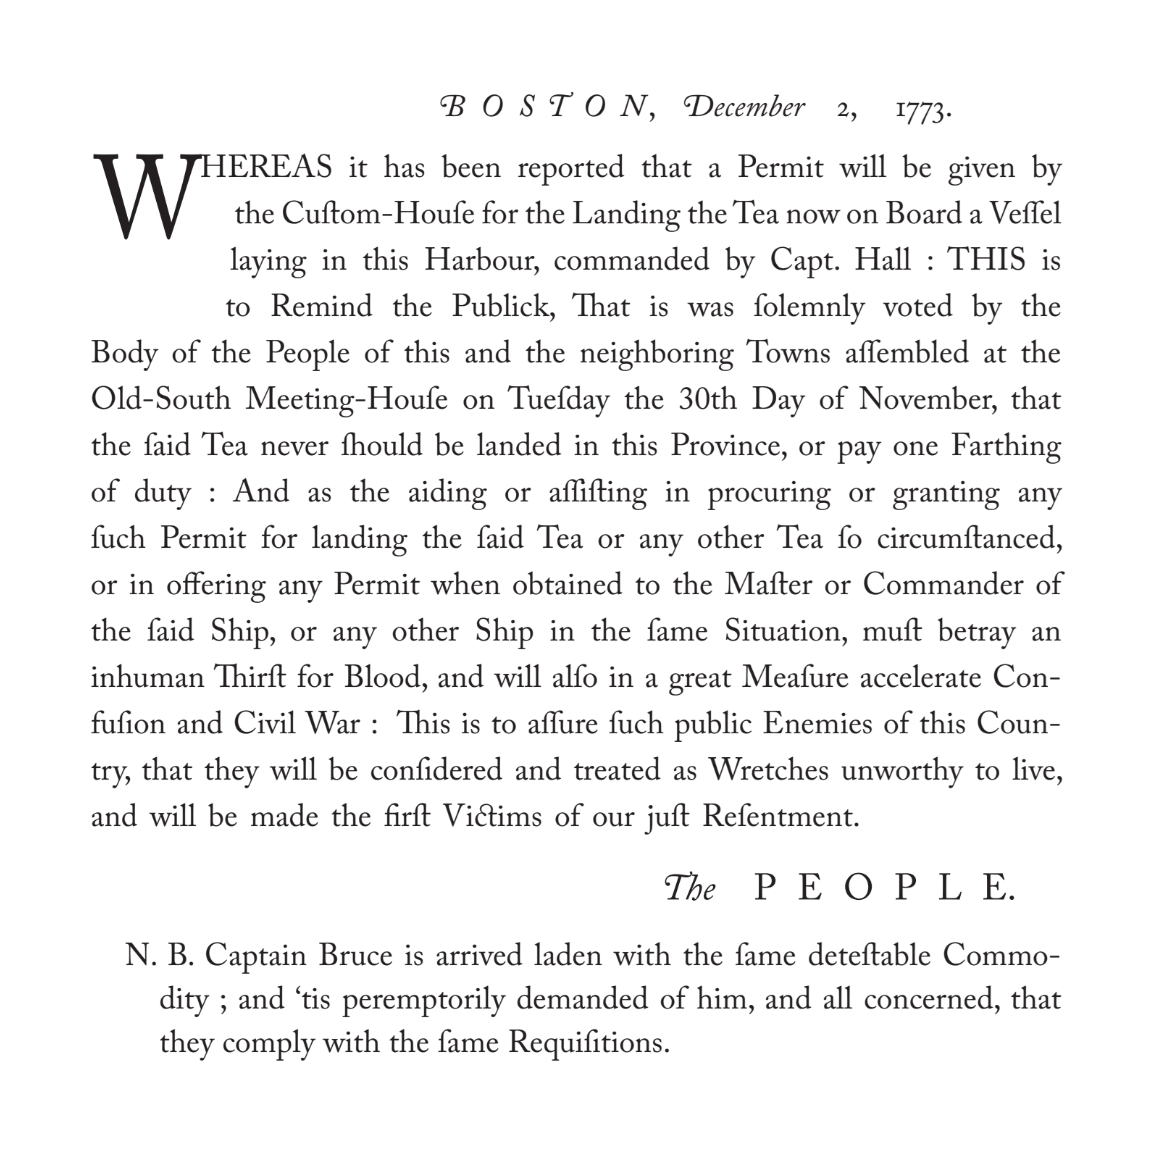 BOSTON, December 2, 1773.
WHEREAS it has been reported that a Permit will be given by
the Cuſtom-Houſe for the Landing the Tea now on Board a Veſſel
laying in this Harbour, commanded by Capt. Hall : THIS is
to Remind the Publick, That is was ſolemnly voted by the
Body of the People of this and the neighboring Towns aſſembled at the
Old-South Meeting-Houſe on Tueſday the 30th Day of November, that
the ſaid Tea never ſhould be landed in this Province, or pay one Farthing
of duty : And as the aiding or aſſiſting in procuring or granting any
ſuch Permit for landing the ſaid Tea or any other Tea ſo circumſtanced,
or in offering any Permit when obtained to the Maſter or Commander of
the ſaid Ship, or any other Ship in the ſame Situation, muſt betray an
inhuman Thirſt for Blood, and will alſo in a great Meaſure accelerate Con-
fuſion and Civil War : This is to aſſure ſuch public Enemies of this Coun-
try, that they will be conſidered and treated as Wretches unworthy to live,
and will be made the firſt Victims of our juſt Reſentment.
The PEOPLE.
N. B. Captain Bruce is arrived laden with the ſame deteſtable Commo-
dity ; and ‘tis peremptorily demanded of him, and all concerned, that
they comply with the ſame Requiſitions.